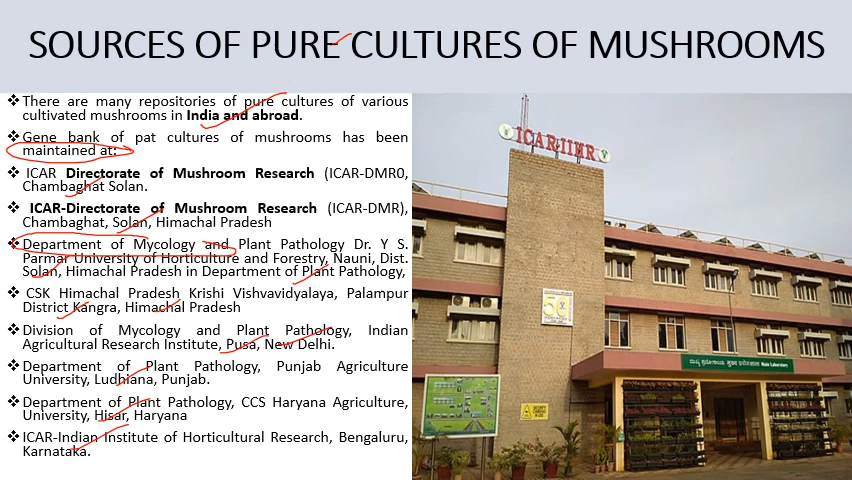 SOURCES OF PURE CULTURES OF MUSHROOMS
❖There are many repositories of pure cultures of various
cultivated mushrooms in India and abroad.
❖Gene bank of pat cultures of mushrooms has been
maintained at:
❖ ICAR Directorate of Mushroom Research (ICAR-DMR0,
Chambaghat Solan.
❖ ICAR-Directorate of Mushroom Research (ICAR-DMR),
Chambaghat, Solan, Himachal Pradesh
❖Department of Mycology and Plant Pathology Dr. Y S.
Parmar University of Horticulture and Forestry, Nauni, Dist.
Solan, Himachal Pradesh in Department of Plant Pathology,
❖ CSK Himachal Pradesh Krishi Vishvavidyalaya, Palampur
District Kangra, Himachal Pradesh
❖Division of Mycology and Plant Pathology, Indian
Agricultural Research Institute, Pusa, New Delhi.
❖Department of Plant Pathology, Punjab Agriculture
University, Ludhiana, Punjab.
❖Department of Plant Pathology, CCS Haryana Agriculture,
University, Hisar, Haryana
❖ICAR-Indian Institute of Horticultural Research, Bengaluru,
Karnataka.
ICAR-IIHR
50
Main Laboratory